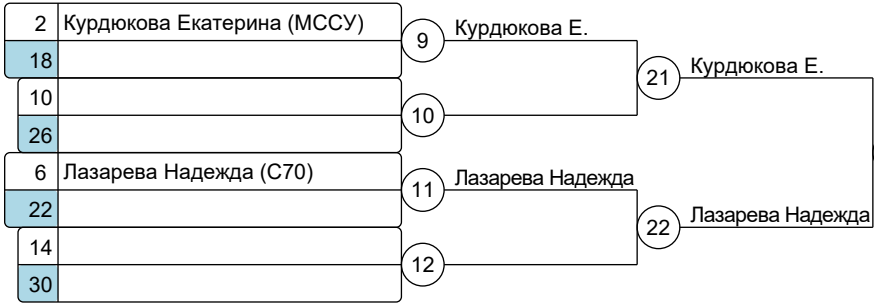 2 Курдюкова Екатерина (МССУ)
18
9 Курдюкова Е.
10
26
10
21 Курдюкова Е.
6 Лазарева Надежда (С70)
22
11 Лазарева Надежда
14
30
12
22 Лазарева Надежда